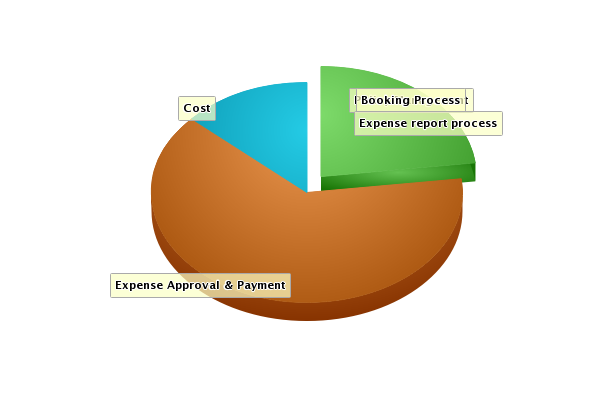 Cost
Booking Process
Expense report process
Expense Approval & Payment